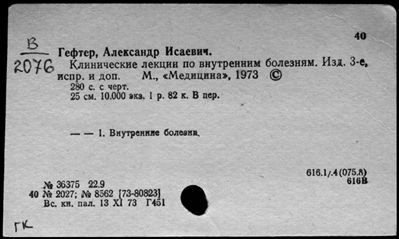 40
В
2076
Гефтер, Александр Исаевич.
Клинические лекции по внутренним болезням. Изд. 3-е,
испр. и доп. М., «Медицина», 1973 ©
280 с. с черт.
25 см. 10.000 экз. 1 р. 82 к. В пер.
— — 1. Внутренние болезни.
616.1/.4(075.8)
616В
№ 36375 22.9
40 № 2027; № 8562 [73-80823]
Вс. кн. пал. 13 XI 73 Г451
ГК